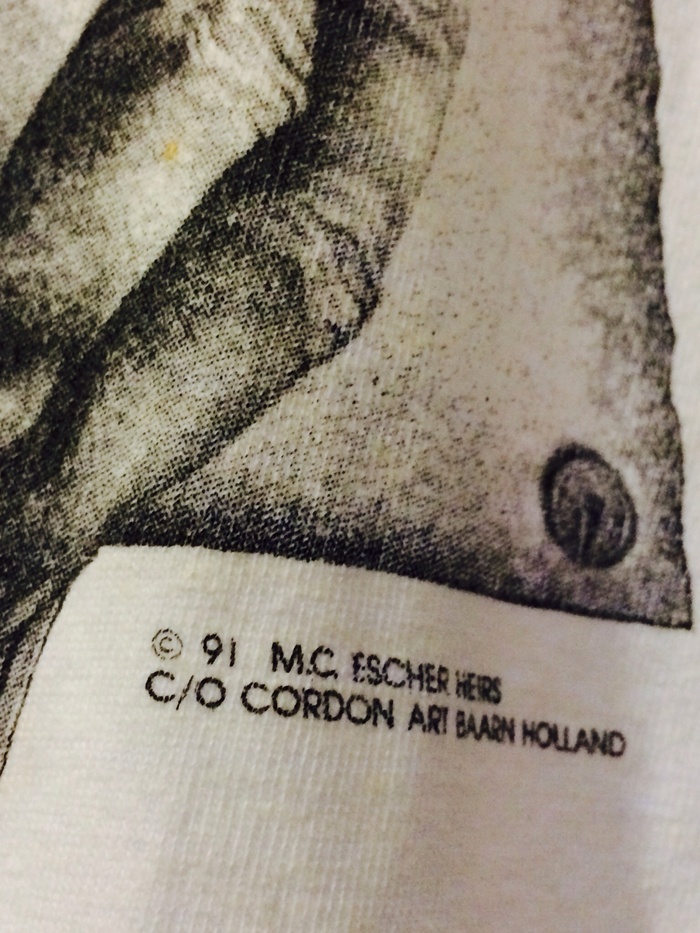 © 91 M.C. ESCHER HEIRS
C/O CORDON ART BAARN HOLLAND